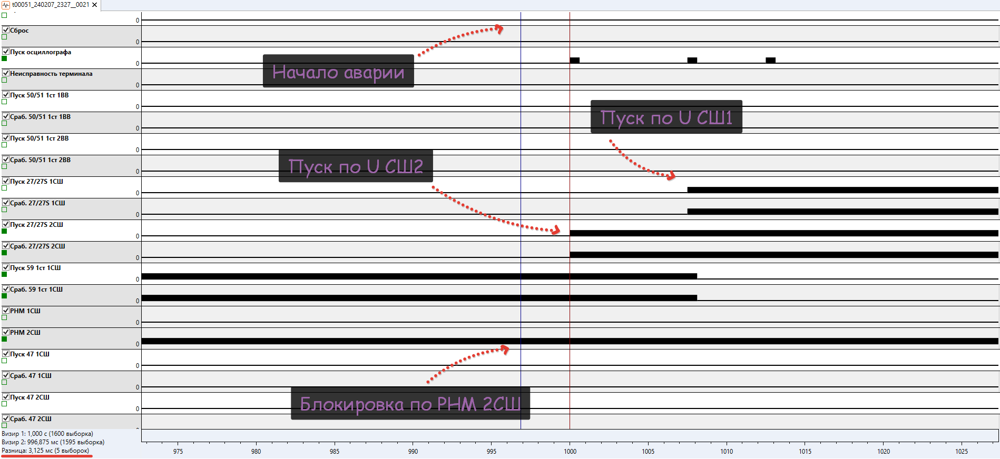 t00051_240207_2327__0021
0
Сброс
0
Пуск осциллографа
0
Начало аварии
Неисправность терминала
0
Пуск 50/51 1ст 1ВВ
0
Пуск по U СШ1
Сраб. 50/51 1ст 1ВВ
0
Пуск 50/51 1ст 2ВВ
0
Сраб. 50/51 1ст 2ВВ
0
Пуск по U СШ2
Пуск 27/27S 1СШ
0
Сраб. 27/27S 1СШ
0
Пуск 27/27S 2СШ
0
Сраб. 27/27S 2СШ
0
Пуск 59 1ст 1СШ
0
Сраб. 59 1ст 1СШ
0
РНМ 1СШ
0
РНМ 2СШ
0
Пуск 47 1СШ
0
Сраб. 47 1СШ
0
Пуск 47 2СШ
0
Блокировка по РНМ 2СШ
Сраб. 47 2СШ
Визир 1: 1,000 с (1600 выборка)
Визир 2: 996,875 мс (1595 выборка)
Разница: 3,125 мс (5 выборок)
975 980 985 990 995 1000 1005 1010 1015 1020 1025